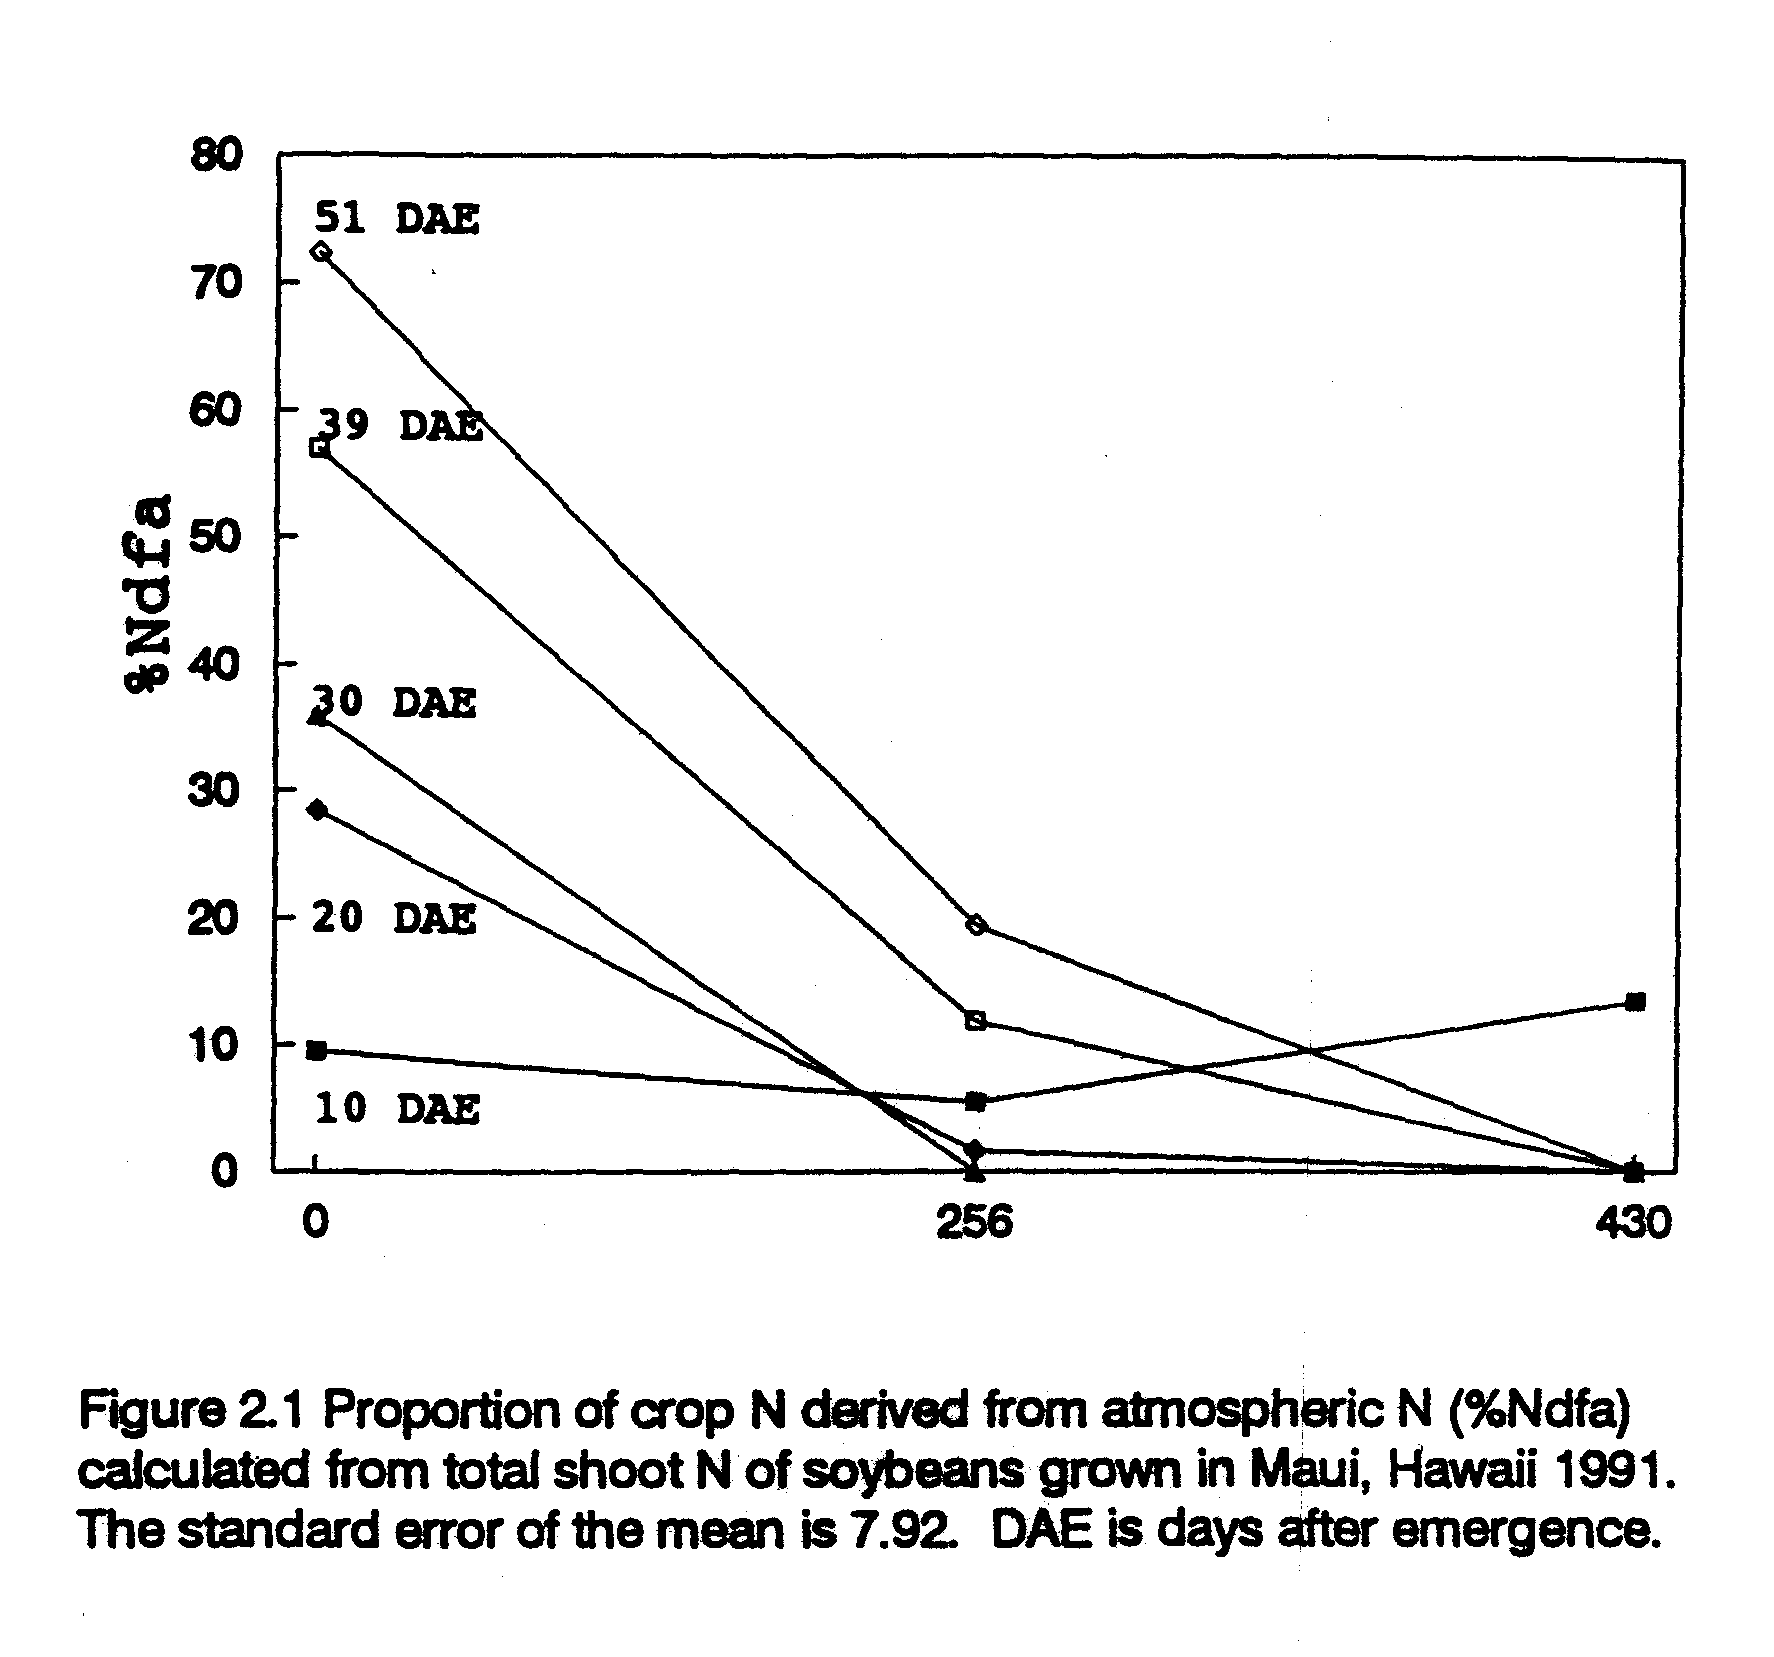 80
51 DAE
70
60
39 DAE
%Ndfa
50
40
30 DAE
30
20
20 DAE
10
10 DAE
0
0 256 430
Figure 2.1 Proportion of crop N derived from atmospheric N (%Ndfa)
calculated from total shoot N of soybeans grown in Maui, Hawaii 1991.
The standard error of the mean is 7.92. DAE is days after emergence.